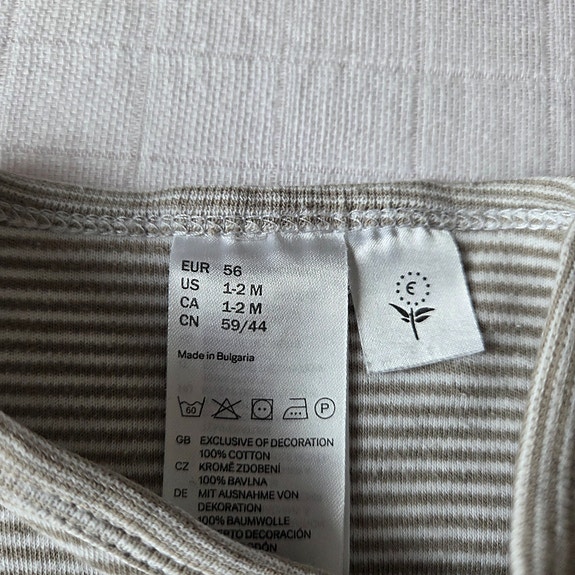 EUR 56
US 1-2 M
CA 1-2 M
CN 59/44
Made in Bulgaria
60 P
GB EXCLUSIVE OF DECORATION
100% COTTON
CZ KROMĚ ZDOBENÍ
100% BAVLNA
DE MIT AUSNAHME VON
DEKORATION
100% BAUMWOLLE
DECORACIÓN
€